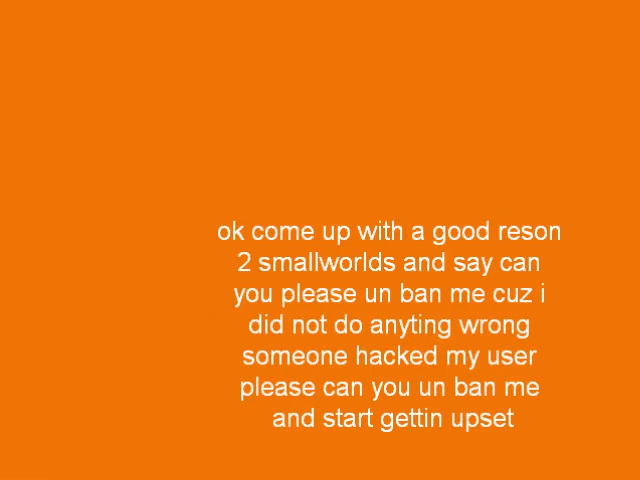 ok come up with a good reson
2 smallworlds and say can
you please un ban me cuz i
did not do anyting wrong
someone hacked my user
please can you un ban me
and start gettin upset